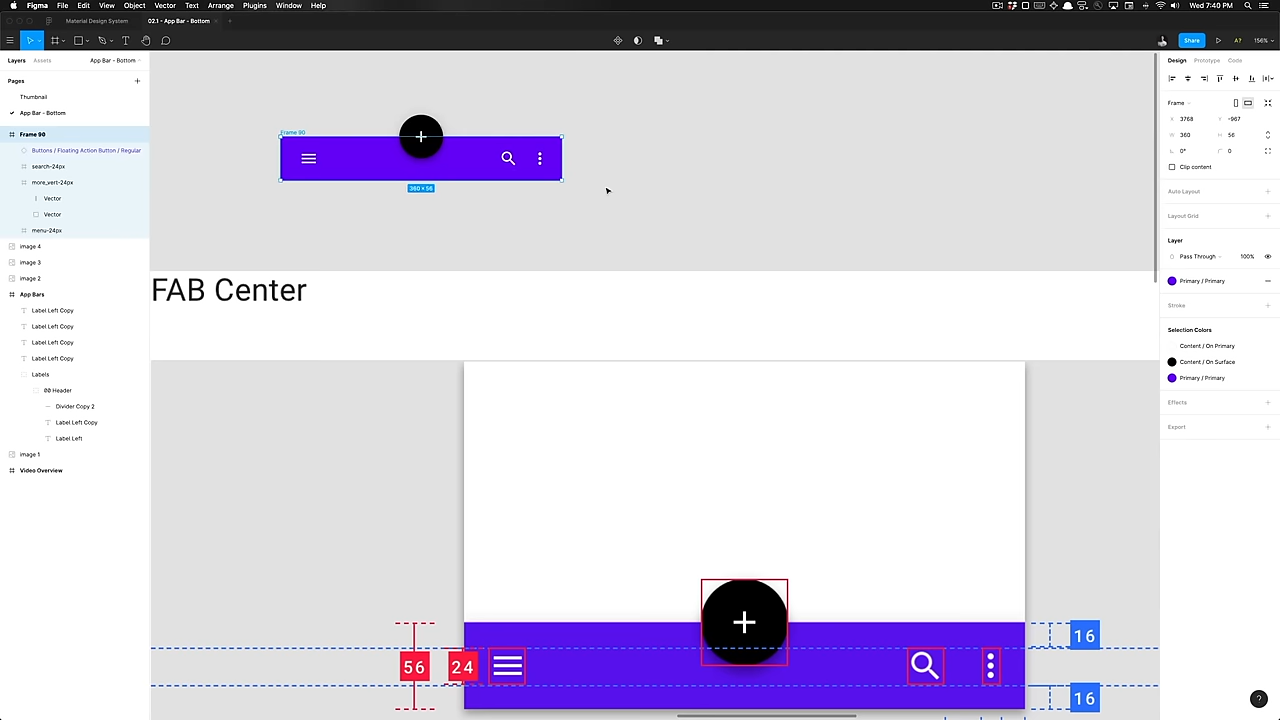 Figma File Edit View Object Vector Text Arrange Plugins Window Help
Wed 7:40 PM
Material Design System
02.1 - App Bar - Bottom
Share
A?
156%
Layers Assets App Bar - Bottom
Pages
Thumbnail
App Bar - Bottom
Frame 90
Buttons / Floating Action Button / Regular
search-24px
more_vert-24px
Vector
Vector
menu-24px
image 4
image 3
image 2
App Bars
Label Left Copy
Label Left Copy
Label Left Copy
Label Left Copy
Labels
00 Header
Divider Copy 2
Label Left Copy
Label Left
image 1
Video Overview
Frame 90
360 × 56
FAB Center
56
24
16
16
Design Prototype Code
Frame
X 3768 Y -967
W 360 H 56
0° 0
Clip content
Auto Layout
Layout Grid
Layer
Pass Through 100%
Primary / Primary
Stroke
Selection Colors
Content / On Primary
Content / On Surface
Primary / Primary
Effects
Export
?